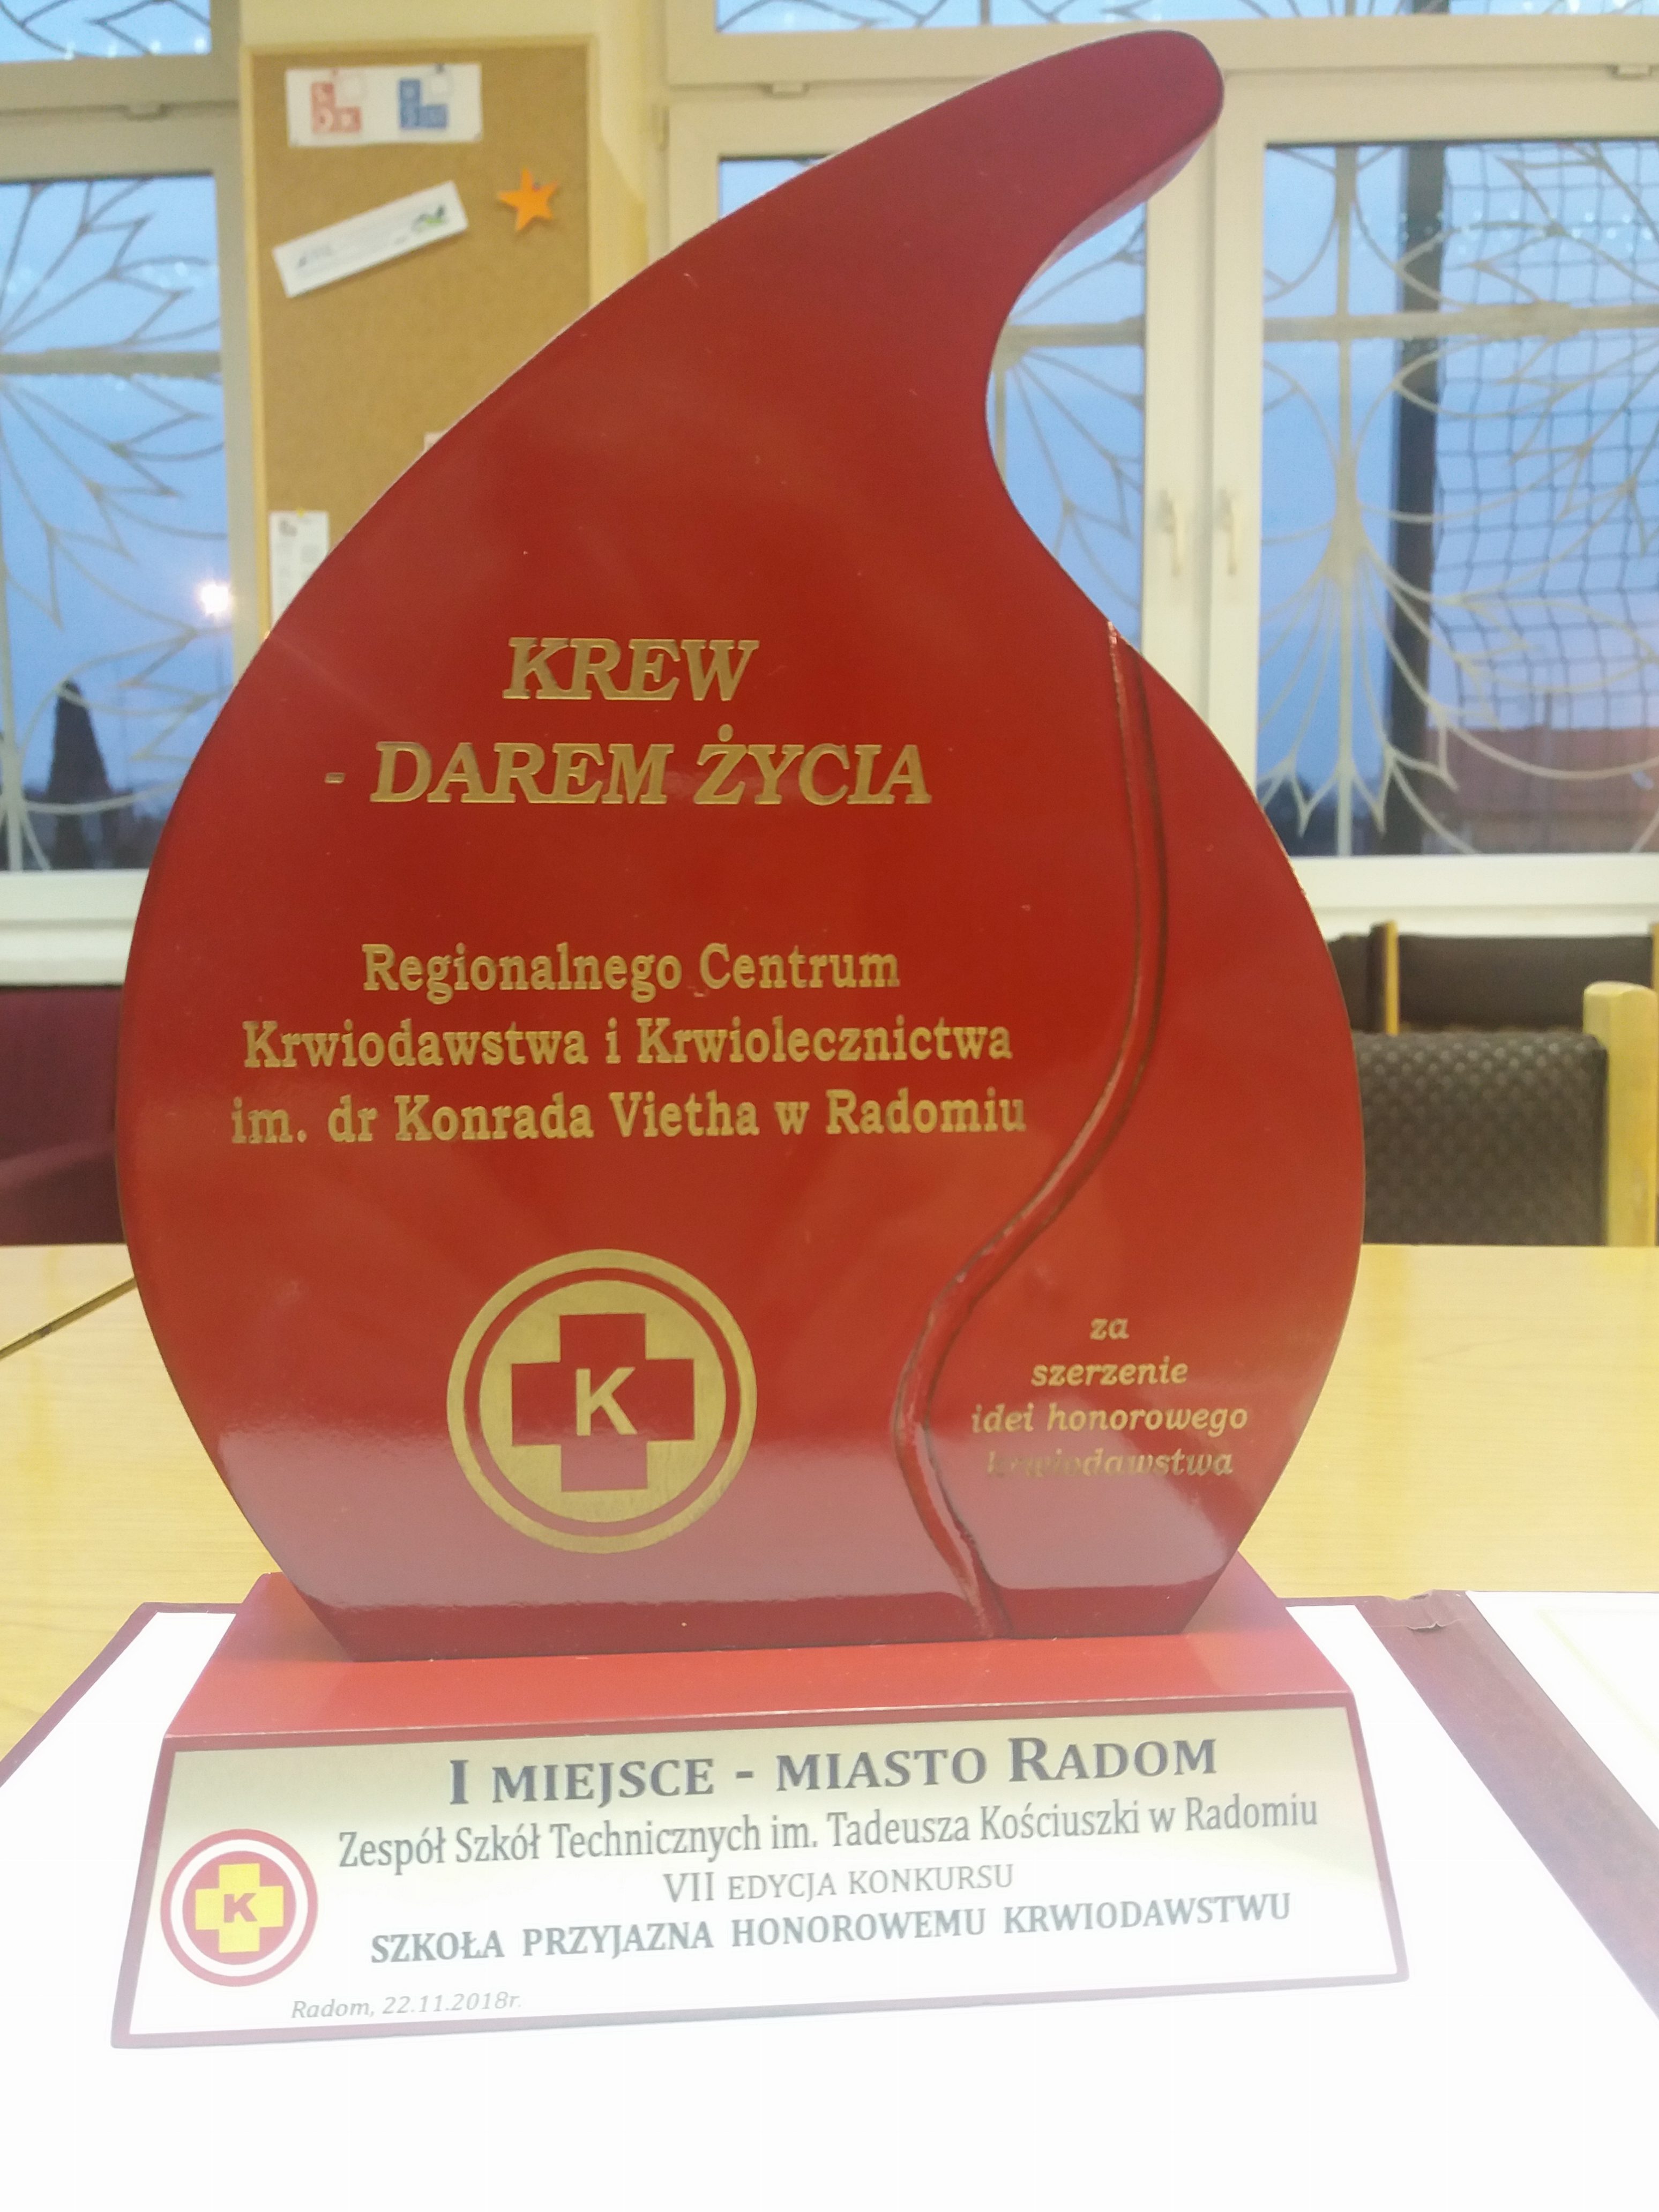 KREW
- DAREM ŻYCIA
Regionalnego Centrum
Krwiodawstwa i Krwiolecznictwa
im. dr Konrada Vietha w Radomiu
K
za
szerzenie
idei honorowego
krwiodawstwa
I MIEJSCE - MIASTO RADOM
Zespół Szkół Technicznych im. Tadeusza Kościuszki w Radomiu
VII EDYCJA KONKURSU
SZKOŁA PRZYJAZNA HONOROWEMU KRWIODAWSTWU
K
Radom, 22.11.2018r.